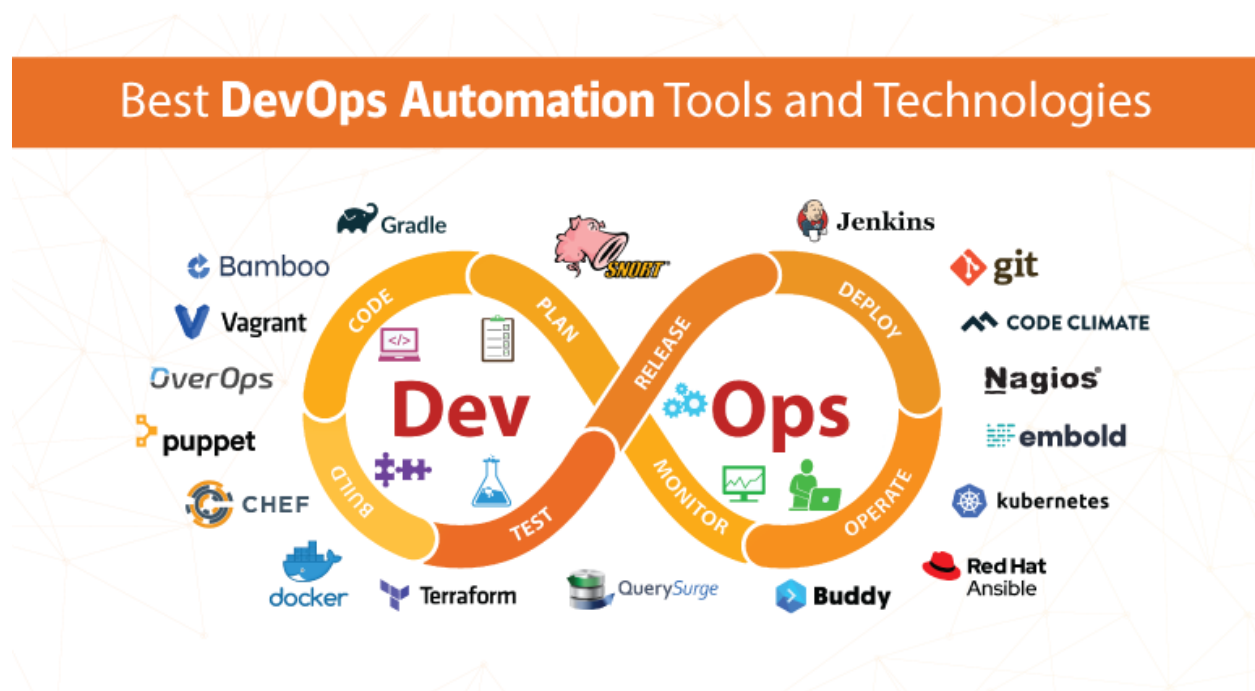 Best DevOps Automation Tools and Technologies
Gradle
SNORT™
Jenkins
Bamboo
git
Vagrant
CODE CLIMATE
OverOps
Nagios®
puppet
embold
CHEF
kubernetes
docker
Terraform
QuerySurge
Buddy
Red Hat
Ansible
CODE
PLAN
RELEASE
DEPLOY
</>
Dev
Ops
BUILD
TEST
MONITOR
OPERATE